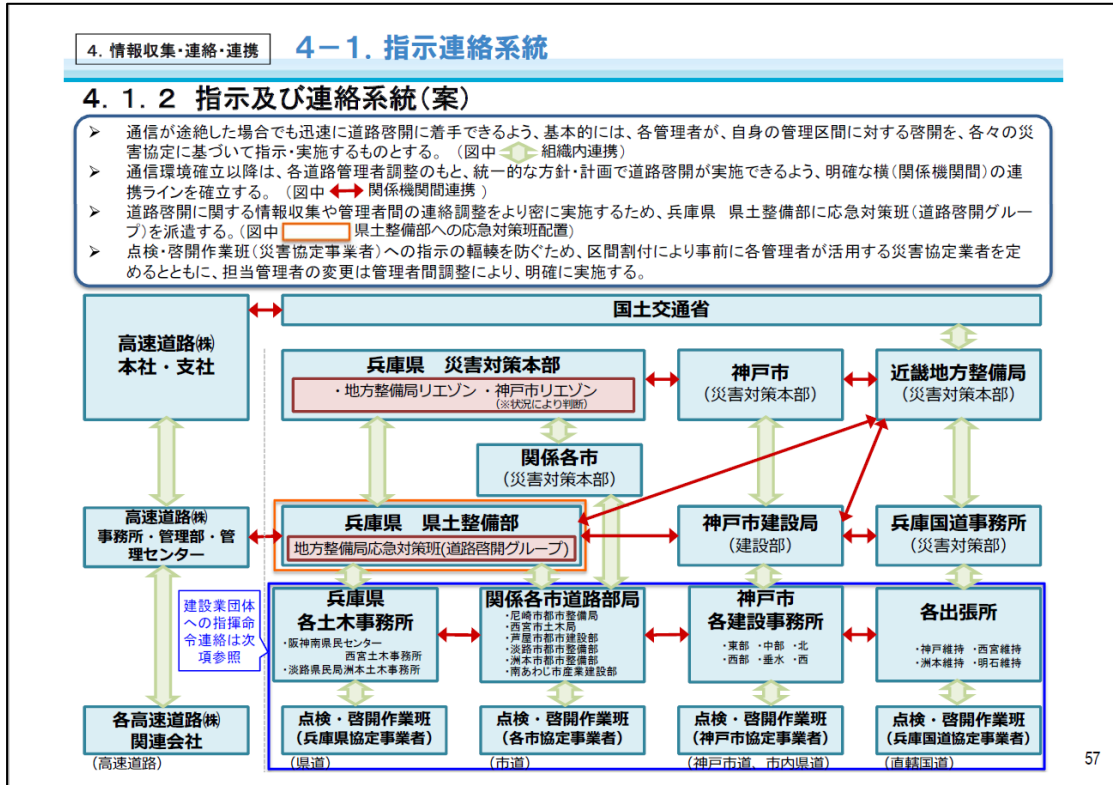 4．情報収集・連絡・連携
４－１．指示連絡系統
４．１．２ 指示及び連絡系統（案）
➢ 通信が途絶した場合でも迅速に道路啓開に着手できるよう、基本的には、各管理者が、自身の管理区間に対する啓開を、各々の災
害協定に基づいて指示・実施するものとする。（図中 組織内連携）
➢ 通信環境確立以降は、各道路管理者調整のもと、統一的な方針・計画で道路啓開が実施できるよう、明確な横（関係機関間）の連
携ラインを確立する。（図中 関係機関間連携 ）
➢ 道路啓開に関する情報収集や管理者間の連絡調整をより密に実施するため、兵庫県 県土整備部に応急対策班（道路啓開グルー
プ）を派遣する。（図中 県土整備部への応急対策班配置）
➢ 点検・啓開作業班（災害協定事業者）への指示の輻輳を防ぐため、区間割付により事前に各管理者が活用する災害協定業者を定
めるとともに、担当管理者の変更は管理者間調整により、明確に実施する。
高速道路㈱
本社・支社
国土交通省
兵庫県 災害対策本部
・地方整備局リエゾン ・神戸市リエゾン
（※状況により判断）
神戸市
（災害対策本部）
近畿地方整備局
（災害対策本部）
関係各市
（災害対策本部）
高速道路㈱
事務所・管理部・管
理センター
兵庫県 県土整備部
地方整備局応急対策班(道路啓開グループ)
神戸市建設局
（建設部）
兵庫国道事務所
（災害対策部）
建設業団体
への指揮命
令連絡は次
項参照
兵庫県
各土木事務所
・阪神南県民センター
西宮土木事務所
・淡路県民局洲本土木事務所
関係各市道路部局
・尼崎市都市整備局
・西宮市土木局
・芦屋市都市建設部
・淡路市都市整備部
・洲本市都市整備部
・南あわじ市産業建設部
神戸市
各建設事務所
・東部 ・中部 ・北
・西部 ・垂水 ・西
各出張所
・神戸維持 ・西宮維持
・洲本維持 ・明石維持
各高速道路㈱
関連会社
点検・啓開作業班
（兵庫県協定事業者）
点検・啓開作業班
（各市協定事業者）
点検・啓開作業班
（神戸市協定事業者）
点検・啓開作業班
（兵庫国道協定事業者）
（高速道路）
（県道）
（市道）
（神戸市道、市内県道）
（直轄国道）
57